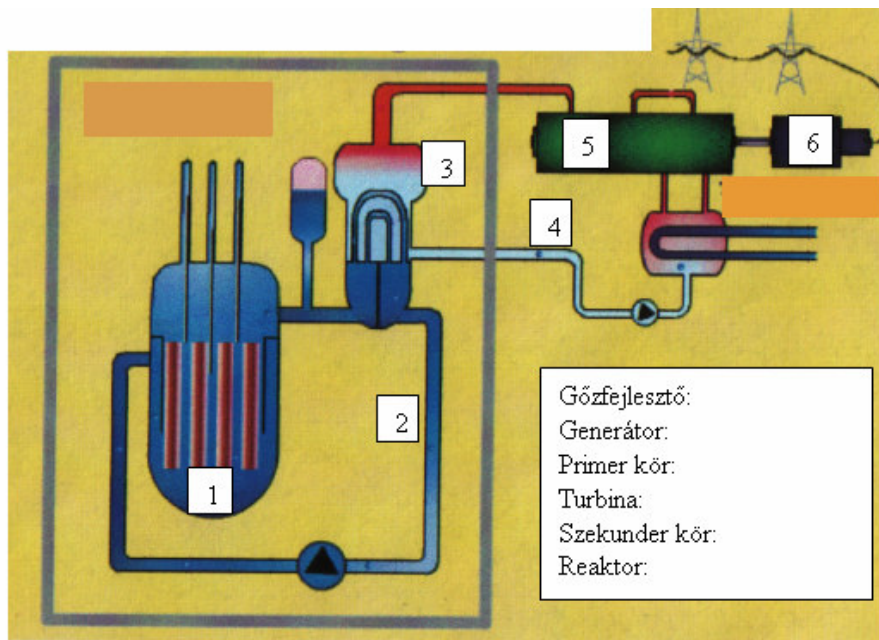 3
5
6
4
2
1
Gőzfejlesztő:
Generátor:
Primer kör:
Turbina:
Szekunder kör:
Reaktor: